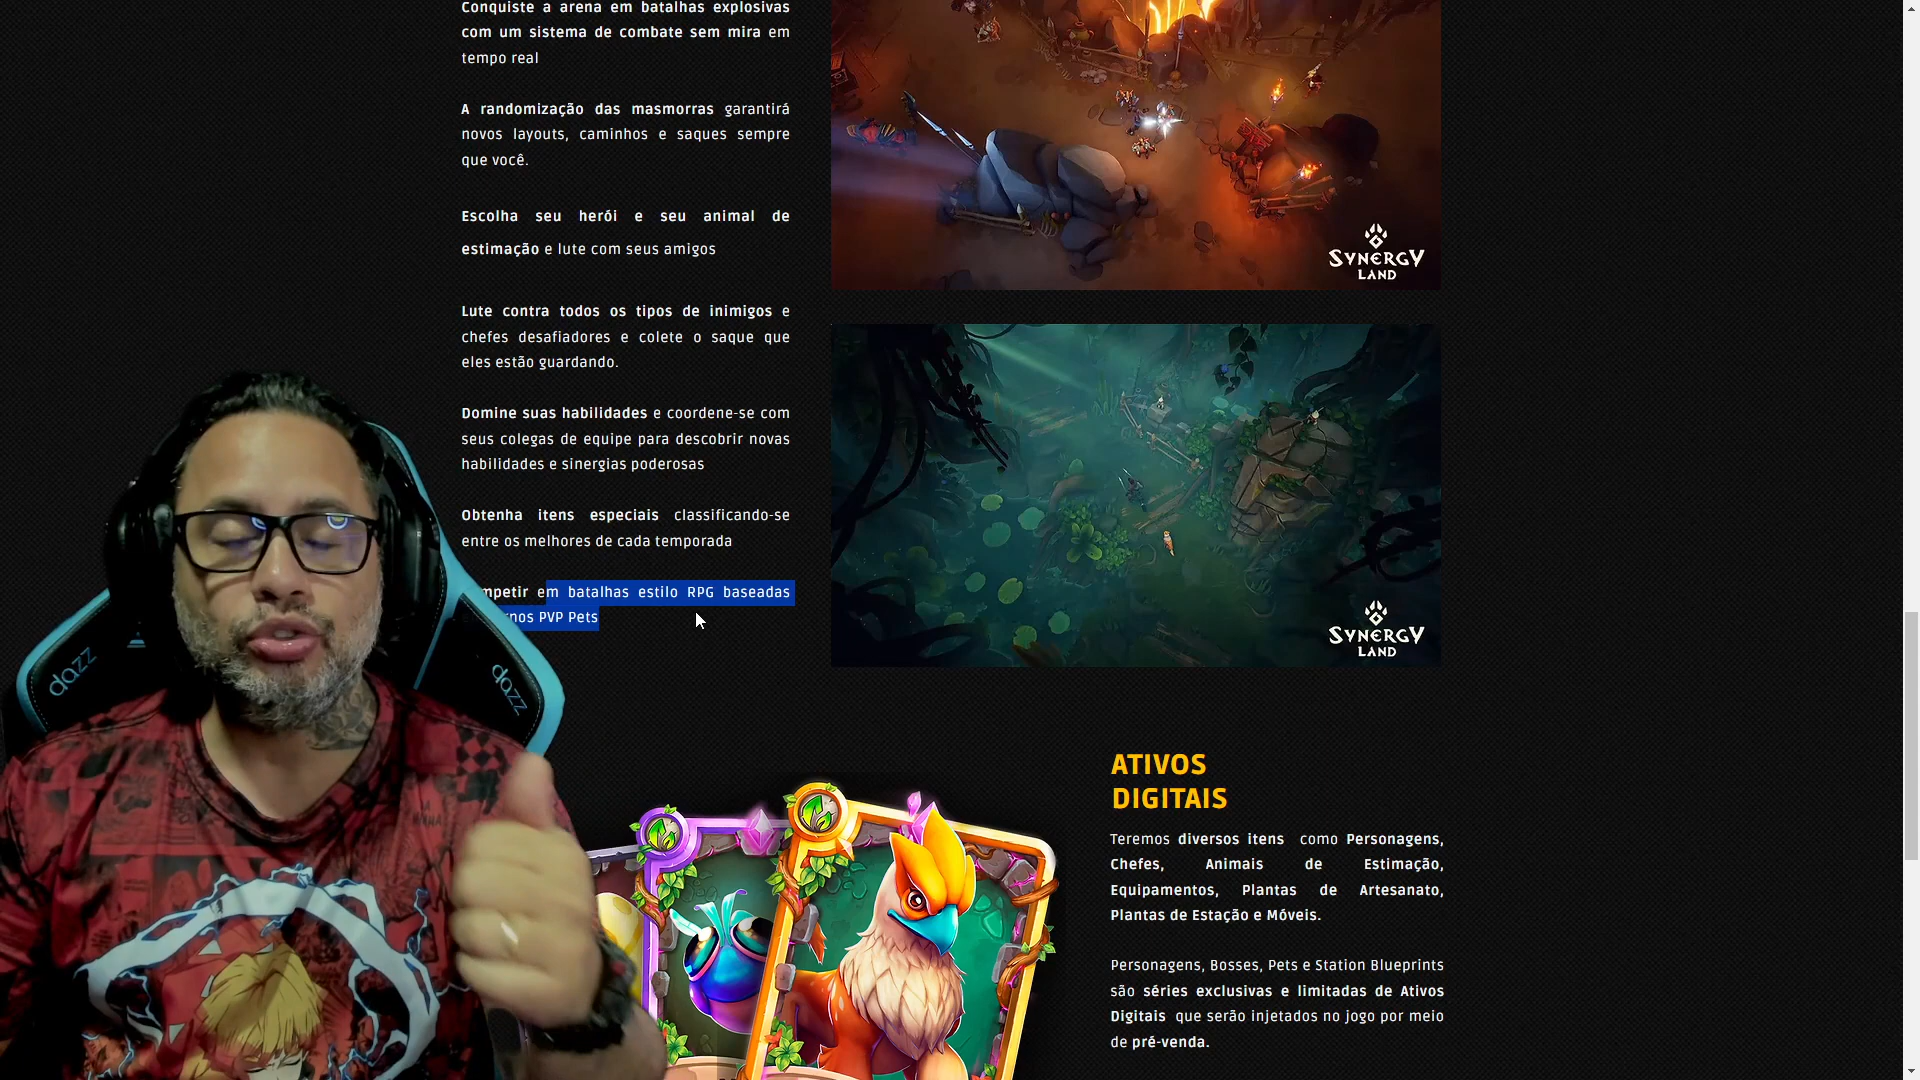 Conquiste a arena em batalhas explosivas
com um sistema de combate sem mira em
tempo real
A randomização das masmorras garantirá
novos layouts, caminhos e saques sempre
que você.
Escolha seu herói e seu animal de
estimação e lute com seus amigos
Lute contra todos os tipos de inimigos e
chefes desafiadores e colete o saque que
eles estão guardando.
Domine suas habilidades e coordene-se com
seus colegas de equipe para descobrir novas
habilidades e sinergias poderosas
Obtenha itens especiais classificando-se
entre os melhores de cada temporada
em batalhas estilo RPG baseadas
PVP Pets
SYNERGY
LAND
SYNERGY
LAND
dazz
dazz
ATIVOS
DIGITAIS
Teremos diversos itens como Personagens,
Chefes, Animais de Estimação,
Equipamentos, Plantas de Artesanato,
Plantas de Estação e Móveis.
Personagens, Bosses, Pets e Station Blueprints
são séries exclusivas e limitadas de Ativos
Digitais que serão injetados no jogo por meio
de pré-venda.